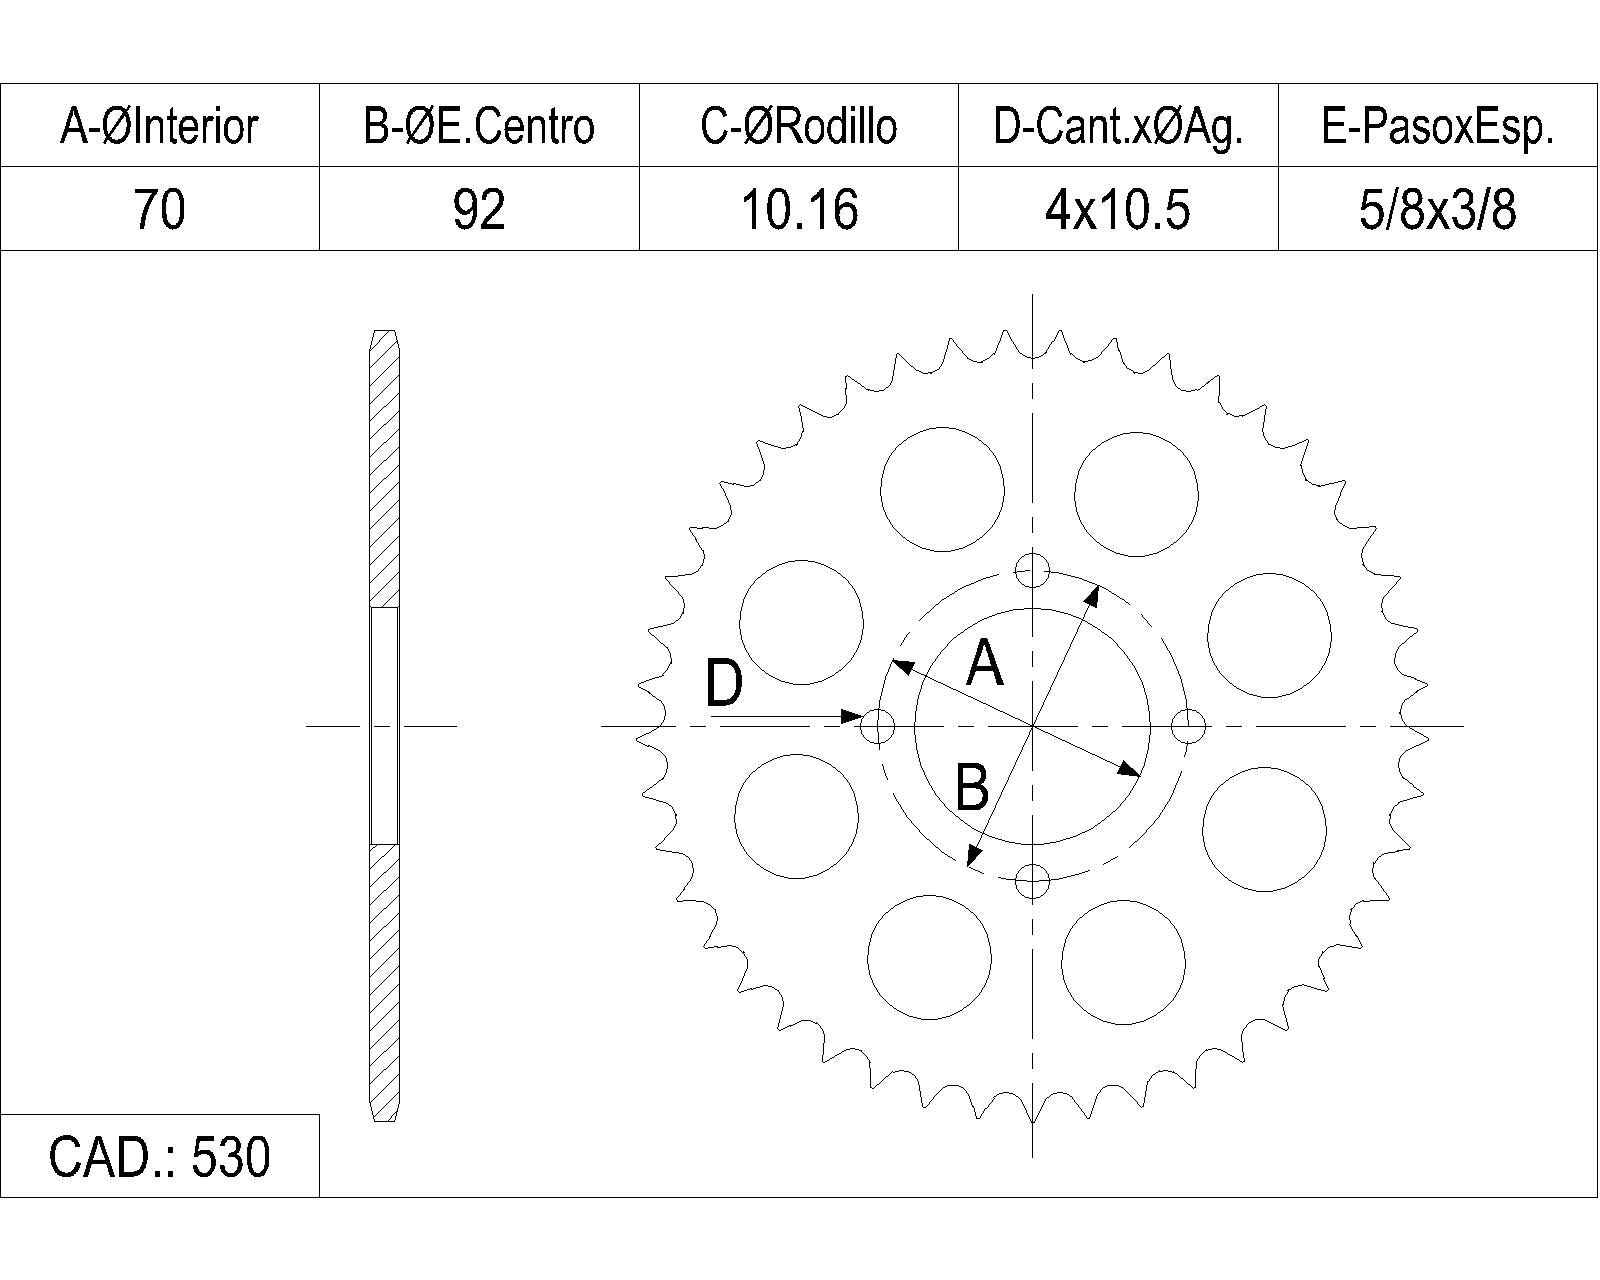 A-ØInterior B-ØE.Centro C-ØRodillo D-Cant.xØAg. E-PasoxEsp.
70 92 10.16 4x10.5 5/8x3/8
A
D
B
CAD.: 530